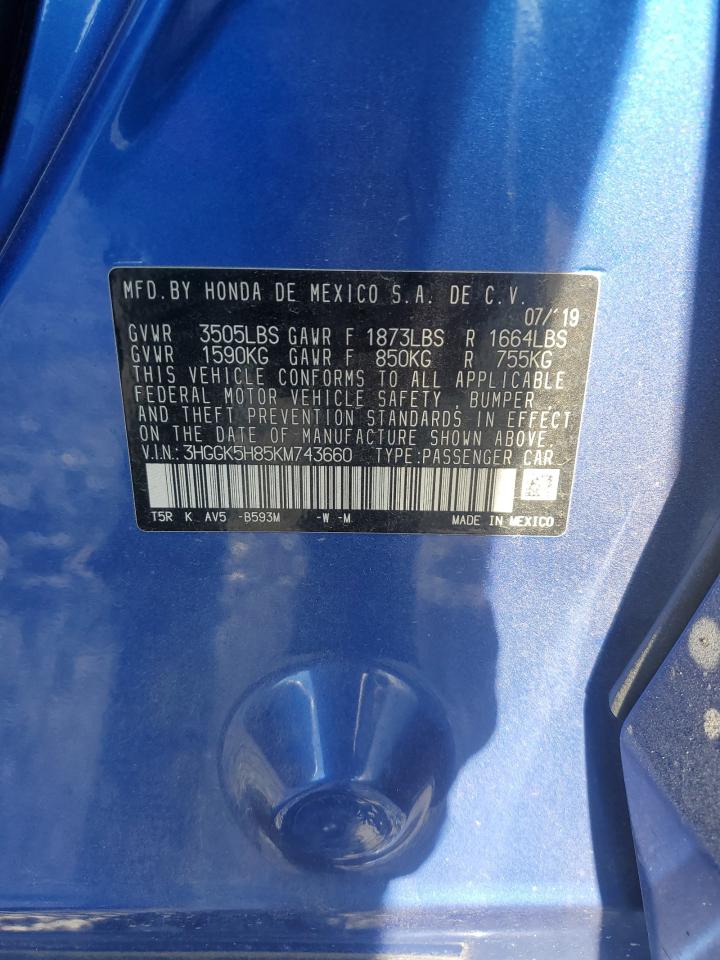 MFD. BY HONDA DE MEXICO S.A. DE C.V.
07/'19
GVWR 3505LBS GAWR F 1873LBS R 1664LBS
GVWR 1590KG GAWR F 850KG R 755KG
THIS VEHICLE CONFORMS TO ALL APPLICABLE
FEDERAL MOTOR VEHICLE SAFETY, BUMPER,
AND THEFT PREVENTION STANDARDS IN EFFECT
ON THE DATE OF MANUFACTURE SHOWN ABOVE.
V.I.N.: 3HGGK5H85KM743660 TYPE: PASSENGER CAR
T5R K AV5 -B593M -W -M MADE IN MEXICO